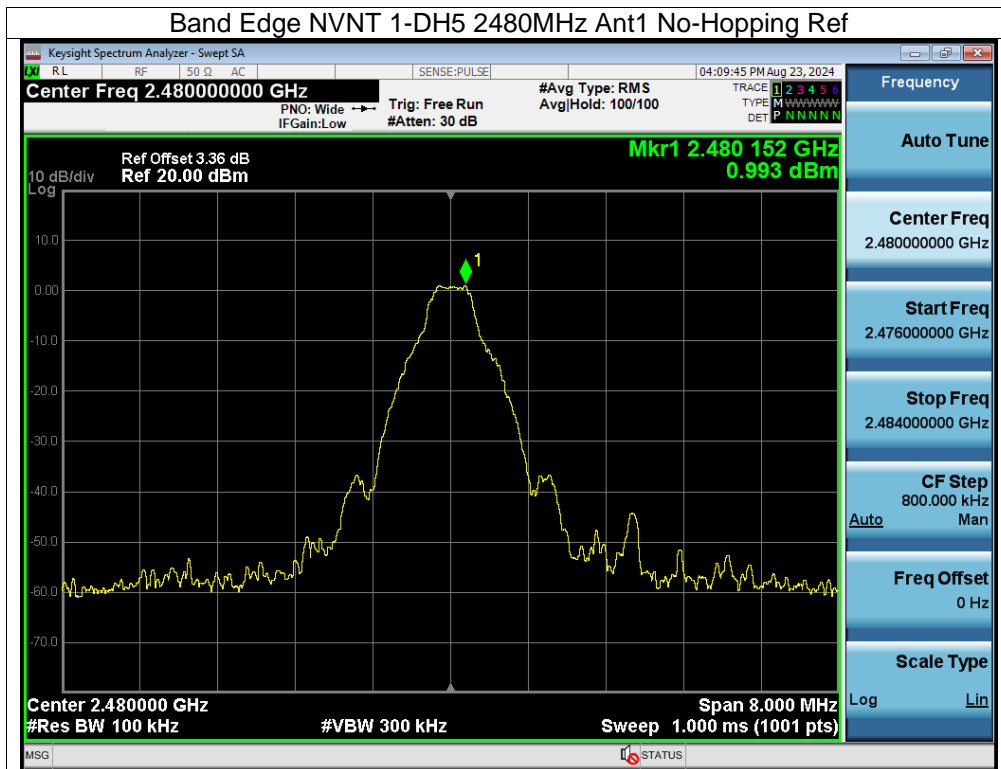 Band Edge NVNT 1-DH5 2480MHz Ant1 No-Hopping Ref
Keysight Spectrum Analyzer - Swept SA
LXI RL RF 50 Ω AC SENSE:PULSE 04:09:45 PM Aug 23, 2024
Center Freq 2.480000000 GHz
PNO: Wide
IFGain:Low
Trig: Free Run
#Atten: 30 dB
#Avg Type: RMS
Avg|Hold: 100/100
TRACE 1 2 3 4 5 6
TYPE M W W W W W
DET P N N N N N
Frequency
Ref Offset 3.36 dB
10 dB/div Ref 20.00 dBm
Log
Mkr1 2.480 152 GHz
0.993 dBm
1
10.0
0.00
-10.0
-20.0
-30.0
-40.0
-50.0
-60.0
-70.0
Center 2.480000 GHz Span 8.000 MHz
#Res BW 100 kHz #VBW 300 kHz Sweep 1.000 ms (1001 pts)
Auto Tune
Center Freq
2.480000000 GHz
Start Freq
2.476000000 GHz
Stop Freq
2.484000000 GHz
CF Step
800.000 kHz
Auto Man
Freq Offset
0 Hz
Scale Type
Log Lin
MSG STATUS